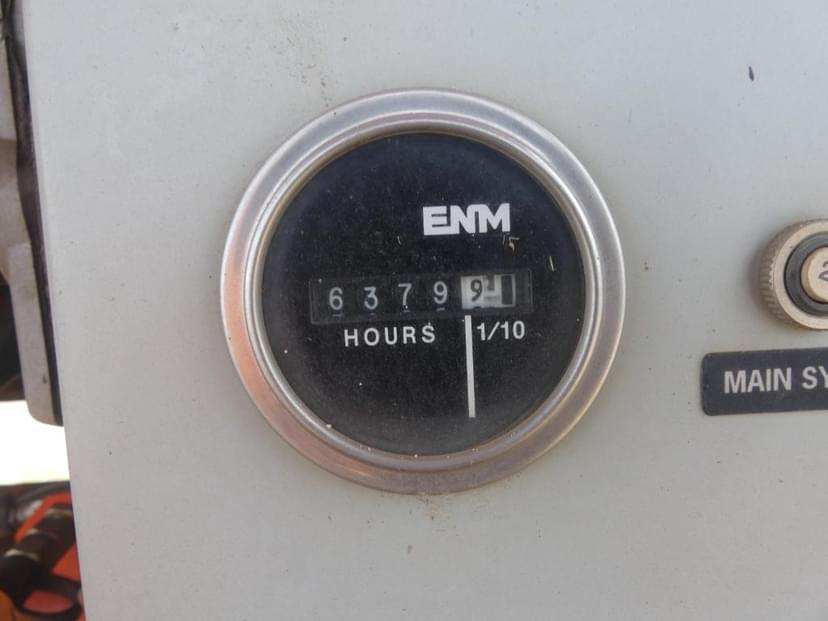 ENM
6 3 7 9 9
HOURS 1/10
MAIN SY